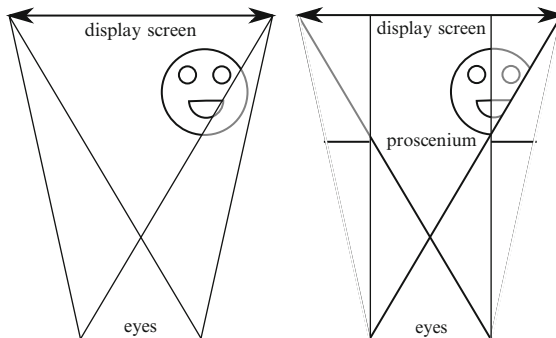 display screen
eyes
display screen
proscenium
eyes